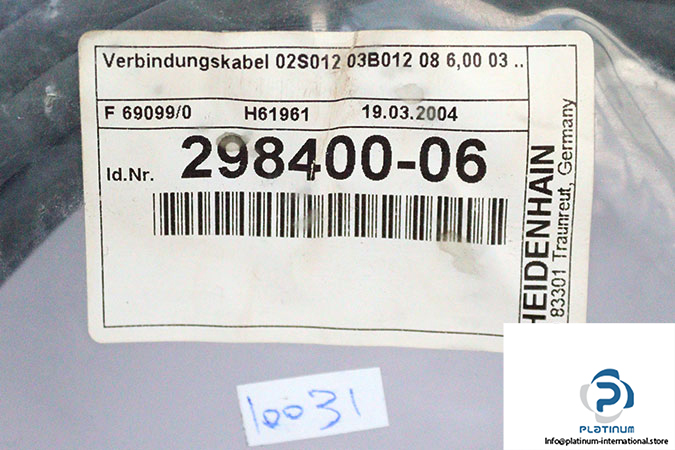 Verbindungskabel 02S012 03B012 08 6,00 03 ..
F 69099/0 H61961 19.03.2004
Id.Nr. 298400-06
HEIDENHAIN
83301 Traunreut, Germany
10031
PLATINUM
Info@platinum-international.store